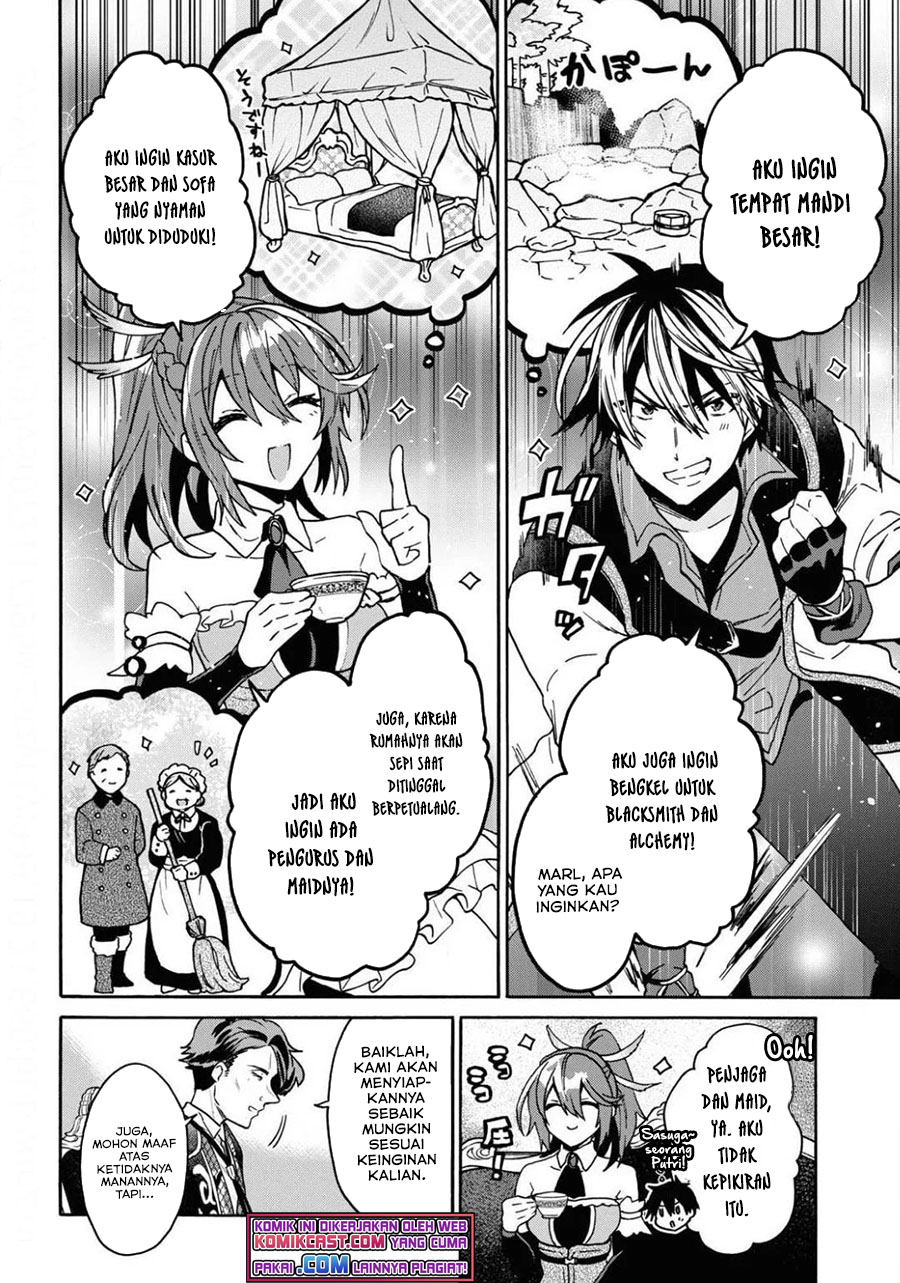 かぽーん
AKU INGIN
TEMPAT MANDI
BESAR!
ガタッ
AKU JUGA INGIN
BENGKEL UNTUK
BLACKSMITH DAN
ALCHEMY!
MARL, APA
YANG KAU
INGINKAN?
そうですねー
AKU INGIN KASUR
BESAR DAN SOFA
YANG NYAMAN
UNTUK DIDUDUKI!
JUGA, KARENA
RUMAHNYA AKAN
SEPI SAAT
DITINGGAL
BERPETUALANG.
JADI AKU
INGIN ADA
PENGURUS DAN
MAIDNYA!
Ooh!
PENJAGA
DAN MAID,
YA. AKU
TIDAK
KEPIKIRAN
ITU.
Sasuga~
seorang
Putri!
BAIKLAH,
KAMI AKAN
MENYIAP-
KANNYA
SEBAIK
MUNGKIN
SESUAI
KEINGINAN
KALIAN.
JUGA,
MOHON MAAF
ATAS
KETIDAKNYA
MANANNYA,
TAPI...
KOMIK INI DIKERJAKAN OLEH WEB
KOMIKCAST.COM YANG CUMA
PAKAI .COM LAINNYA PLAGIAT!